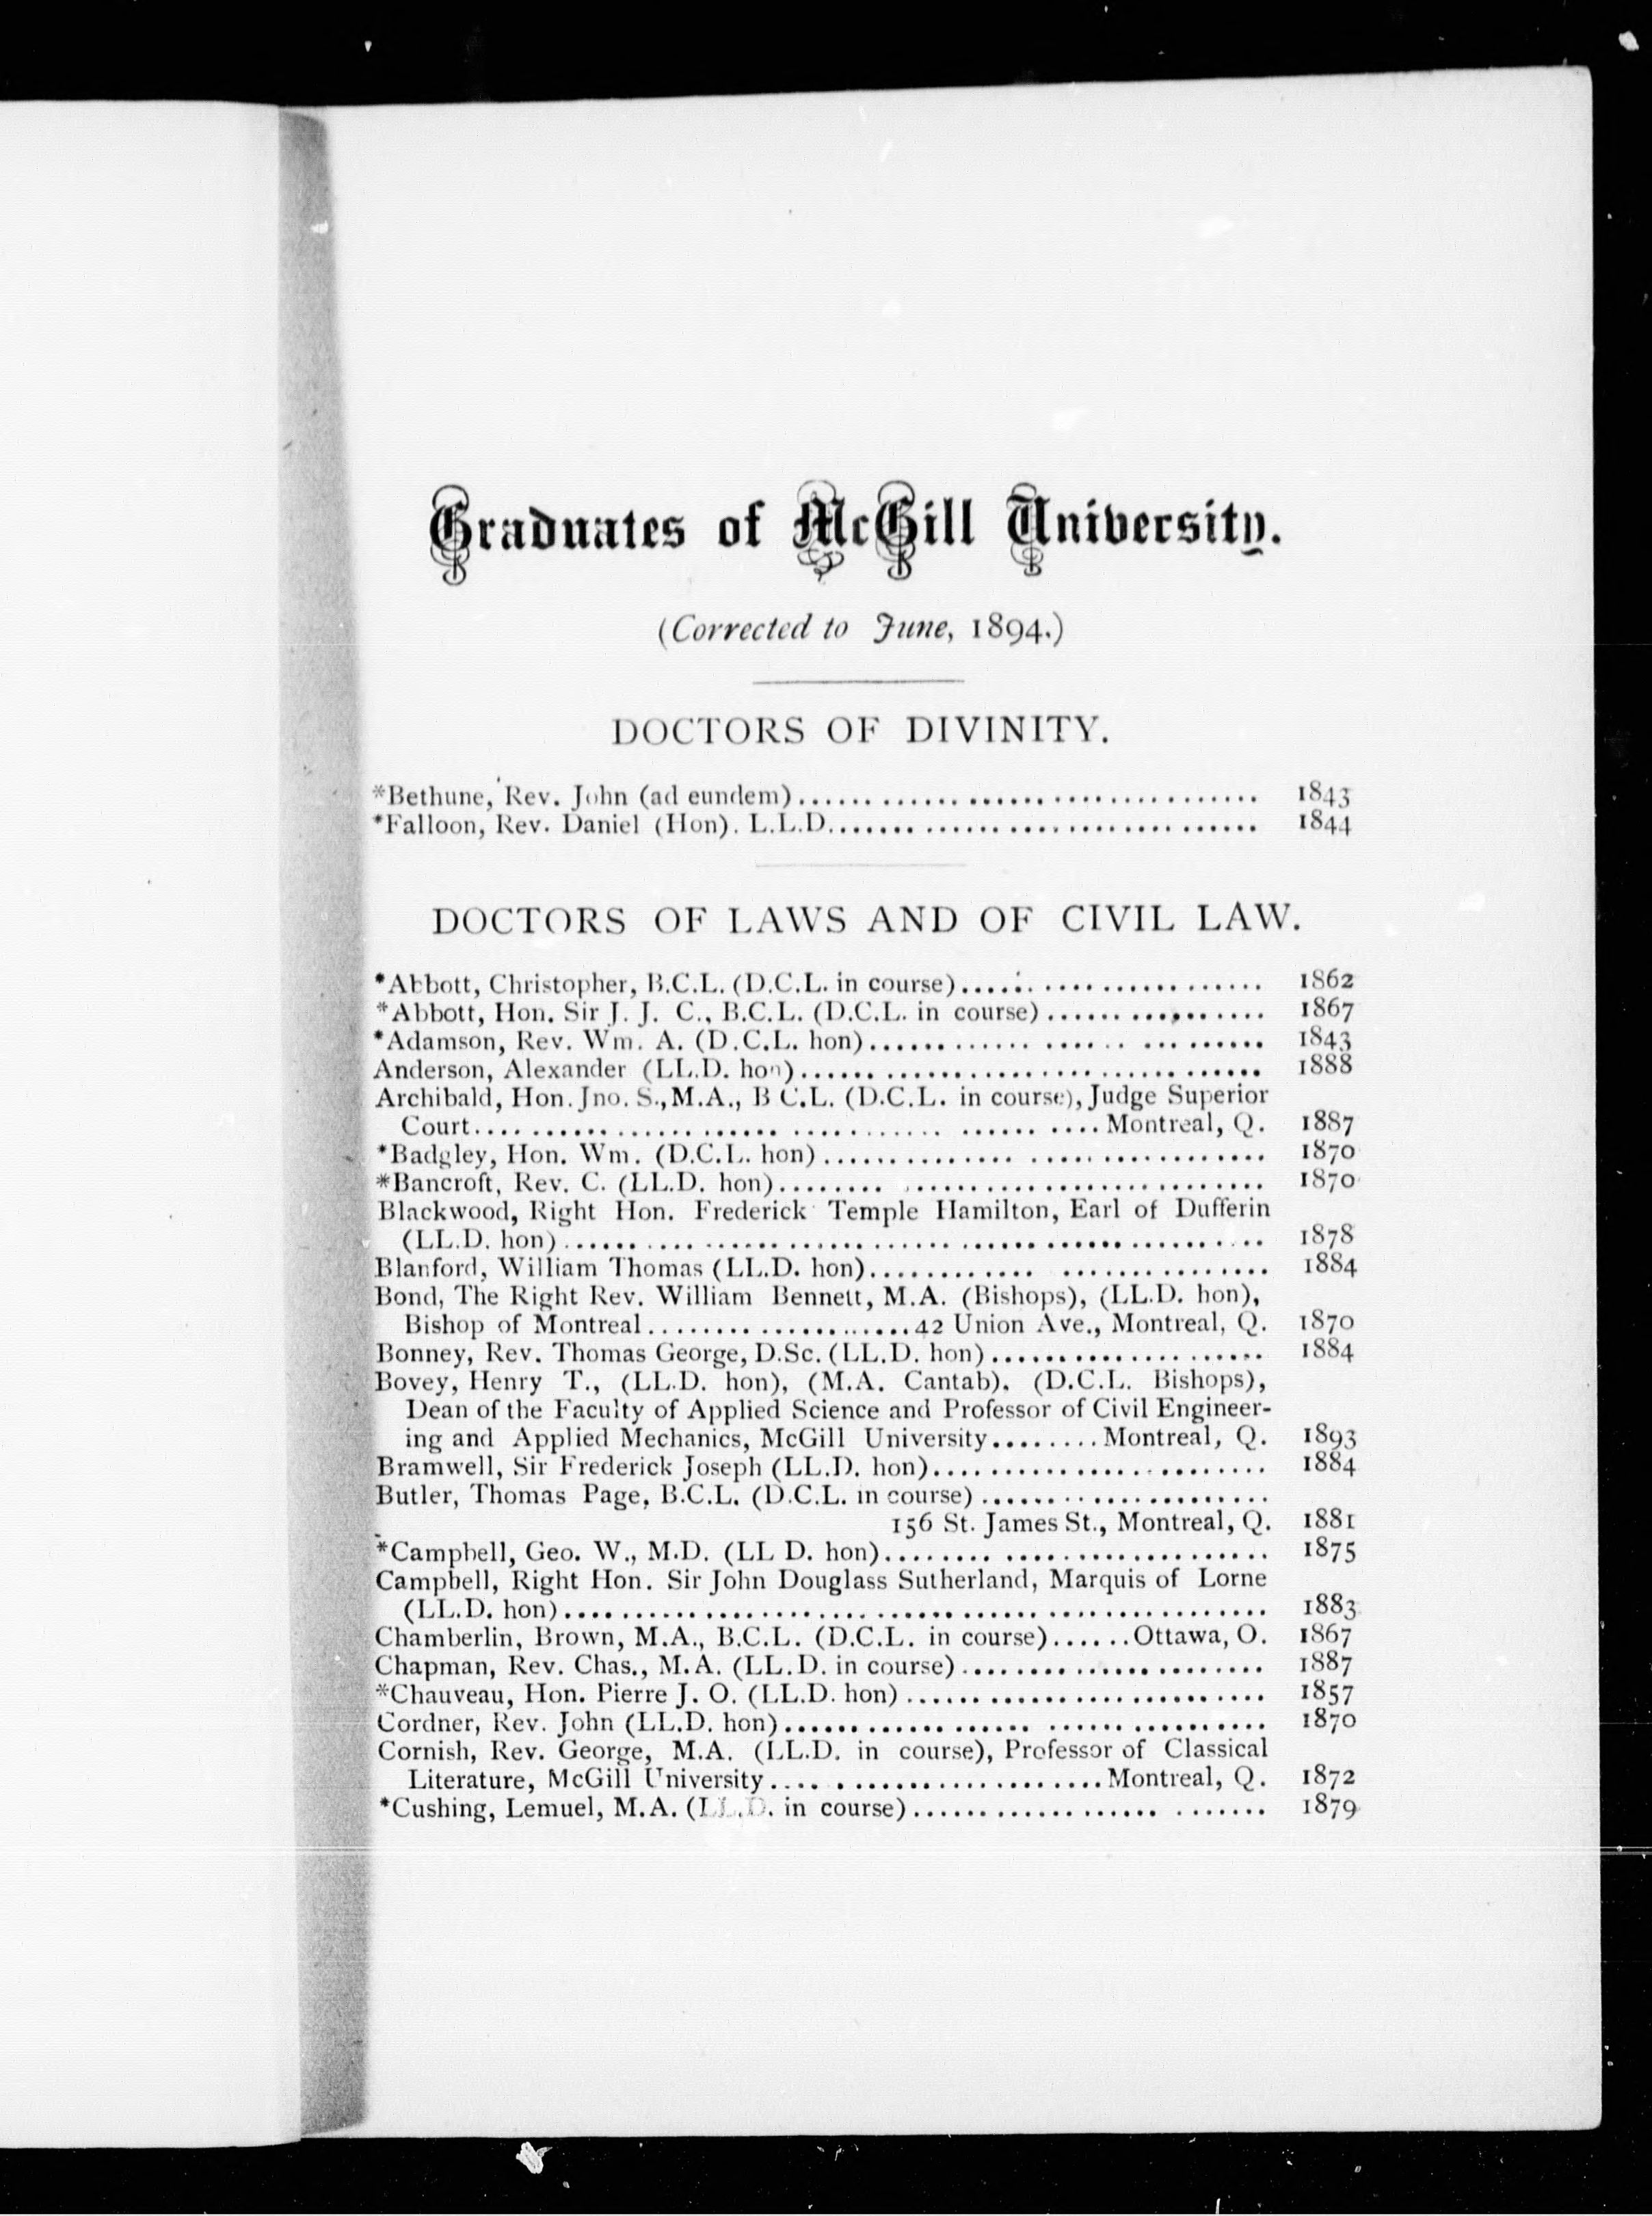 Graduates of McGill University.
(Corrected to June, 1894.)
DOCTORS OF DIVINITY.
*Bethune, Rev. John (ad eundem)........................................ 1843
*Falloon, Rev. Daniel (Hon). L.L.D........................................ 1844
DOCTORS OF LAWS AND OF CIVIL LAW.
*Abbott, Christopher, B.C.L. (D.C.L. in course)........................ 1862
*Abbott, Hon. Sir J. J. C., B.C.L. (D.C.L. in course)................. 1867
*Adamson, Rev. Wm. A. (D.C.L. hon)................................ 1843
Anderson, Alexander (LL.D. hon)........................................ 1888
Archibald, Hon. Jno. S., M.A., B C.L. (D.C.L. in course), Judge Superior
Court................................................ Montreal, Q. 1887
*Badgley, Hon. Wm. (D.C.L. hon)................................... 1870
*Bancroft, Rev. C. (LL.D. hon)........................................ 1870
Blackwood, Right Hon. Frederick Temple Hamilton, Earl of Dufferin
(LL.D. hon)........................................................ 1878
Blanford, William Thomas (LL.D. hon)............................ 1884
Bond, The Right Rev. William Bennett, M.A. (Bishops), (LL.D. hon),
Bishop of Montreal......................42 Union Ave., Montreal, Q. 1870
Bonney, Rev. Thomas George, D.Sc. (LL.D. hon)..................... 1884
Bovey, Henry T., (LL.D. hon), (M.A. Cantab). (D.C.L. Bishops),
Dean of the Faculty of Applied Science and Professor of Civil Engineer-
ing and Applied Mechanics, McGill University........Montreal, Q. 1893
Bramwell, Sir Frederick Joseph (LL.D. hon)........................ 1884
Butler, Thomas Page, B.C.L. (D.C.L. in course)......................
156 St. James St., Montreal, Q. 1881
*Campbell, Geo. W., M.D. (LL D. hon).............................. 1875
Campbell, Right Hon. Sir John Douglass Sutherland, Marquis of Lorne
(LL.D. hon)........................................................ 1883
Chamberlin, Brown, M.A., B.C.L. (D.C.L. in course)......Ottawa, O. 1867
Chapman, Rev. Chas., M.A. (LL.D. in course)........................ 1887
*Chauveau, Hon. Pierre J. O. (LL.D. hon)............................ 1857
Cordner, Rev. John (LL.D. hon)...................................... 1870
Cornish, Rev. George, M.A. (LL.D. in course), Professor of Classical
Literature, McGill University............................Montreal, Q. 1872
*Cushing, Lemuel, M.A. (LL.D. in course)............................ 1879